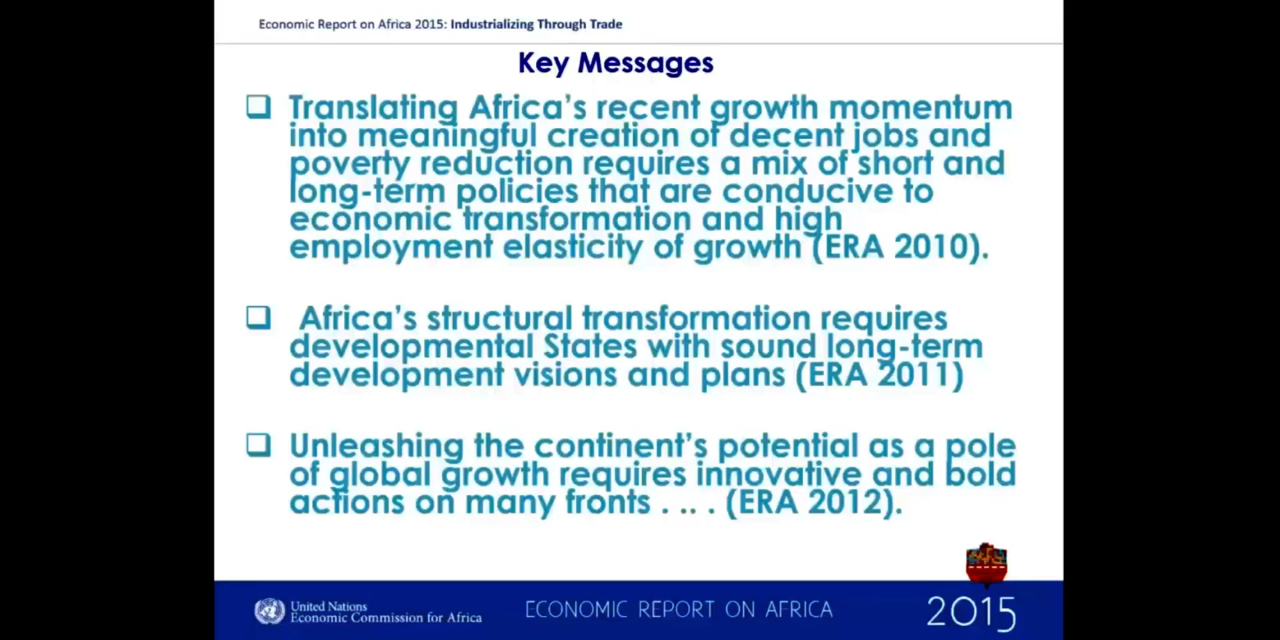 Economic Report on Africa 2015: Industrializing Through Trade
Key Messages
Translating Africa's recent growth momentum
into meaningful creation of decent jobs and
poverty reduction requires a mix of short and
long-term policies that are conducive to
economic transformation and high
employment elasticity of growth (ERA 2010).
Africa's structural transformation requires
developmental States with sound long-term
development visions and plans (ERA 2011)
Unleashing the continent's potential as a pole
of global growth requires innovative and bold
actions on many fronts . .. . (ERA 2012).
United Nations
Economic Commission for Africa
ECONOMIC REPORT ON AFRICA
2015